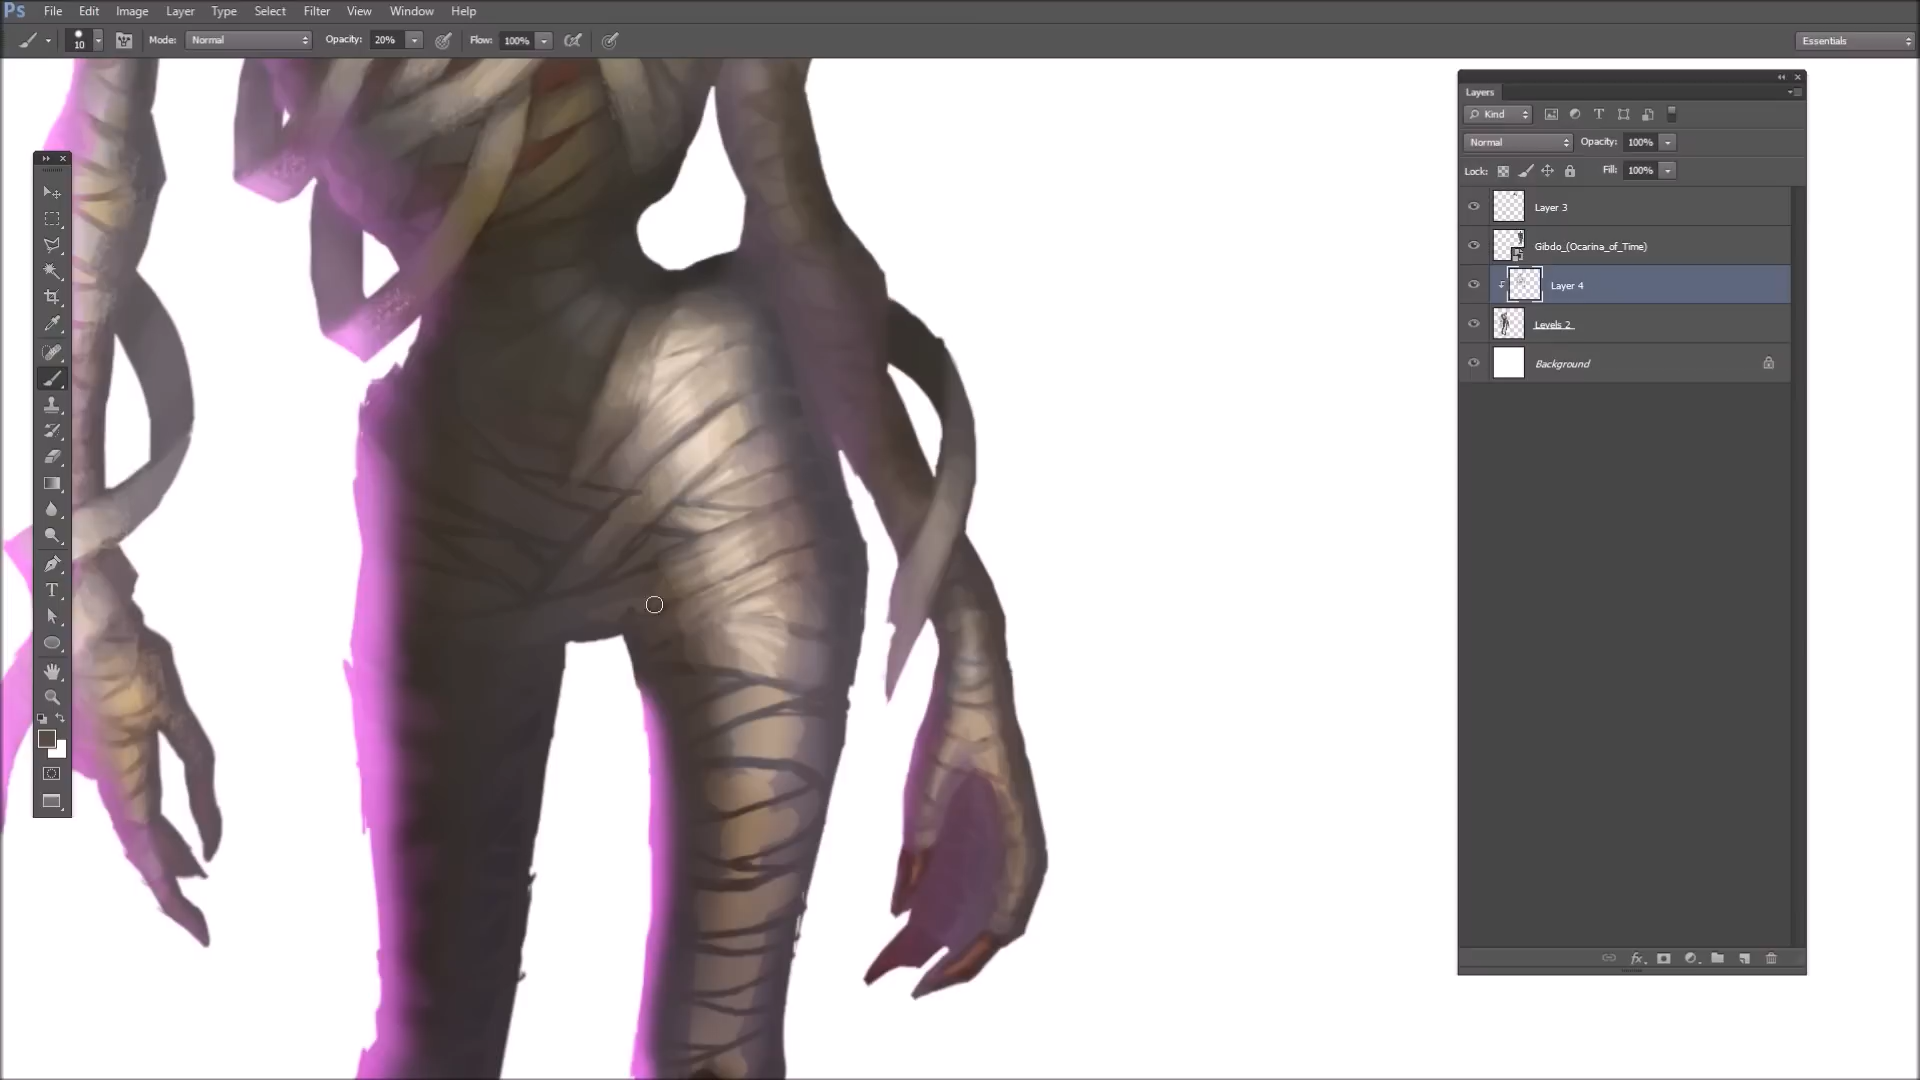 Ps File Edit Image Layer Type Select Filter View Window Help
10 Mode: Normal Opacity: 20% Flow: 100% Essentials
Layers
Kind T
Normal Opacity: 100%
Lock: Fill: 100%
Layer 3
Gibdo_(Ocarina_of_Time)
Layer 4
Levels 2
Background
T
fx